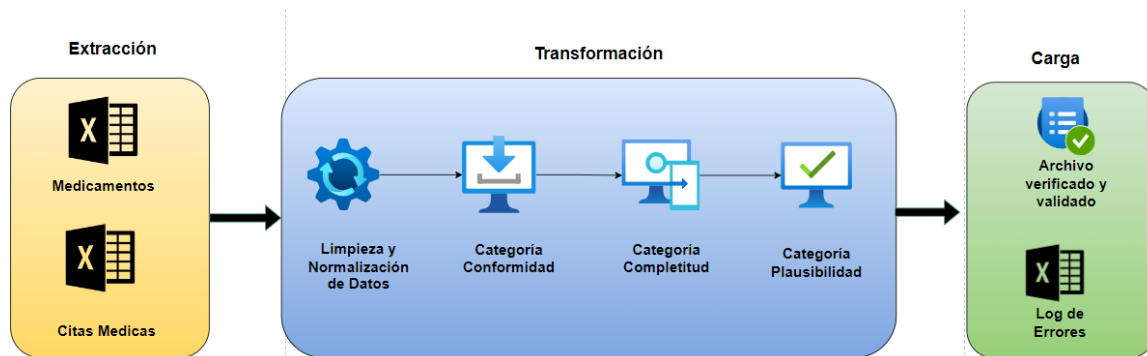 Extracción
Transformación
Carga
X
Medicamentos
X
Citas Medicas
Limpieza y
Normalización
de Datos
Categoría
Conformidad
Categoría
Completitud
Categoría
Plausibilidad
Archivo
verificado y
validado
X
Log de
Errores